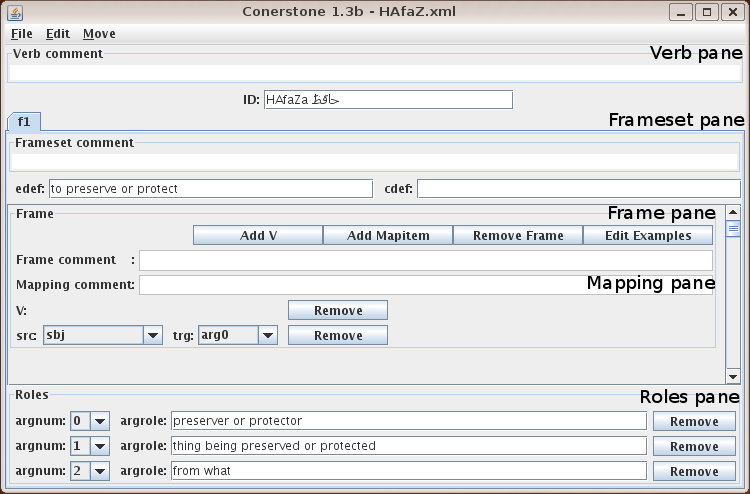 Conerstone 1.3b - HAfaZ.xml
File Edit Move
Verb comment Verb pane
ID: HAfaZa حافظ
f1 Frameset pane
Frameset comment
edef: to preserve or protect cdef:
Frame Frame pane
Add V Add Mapitem Remove Frame Edit Examples
Frame comment :
Mapping comment: Mapping pane
V: Remove
src: sbj trg: arg0 Remove
Roles Roles pane
argnum: 0 argrole: preserver or protector Remove
argnum: 1 argrole: thing being preserved or protected Remove
argnum: 2 argrole: from what Remove